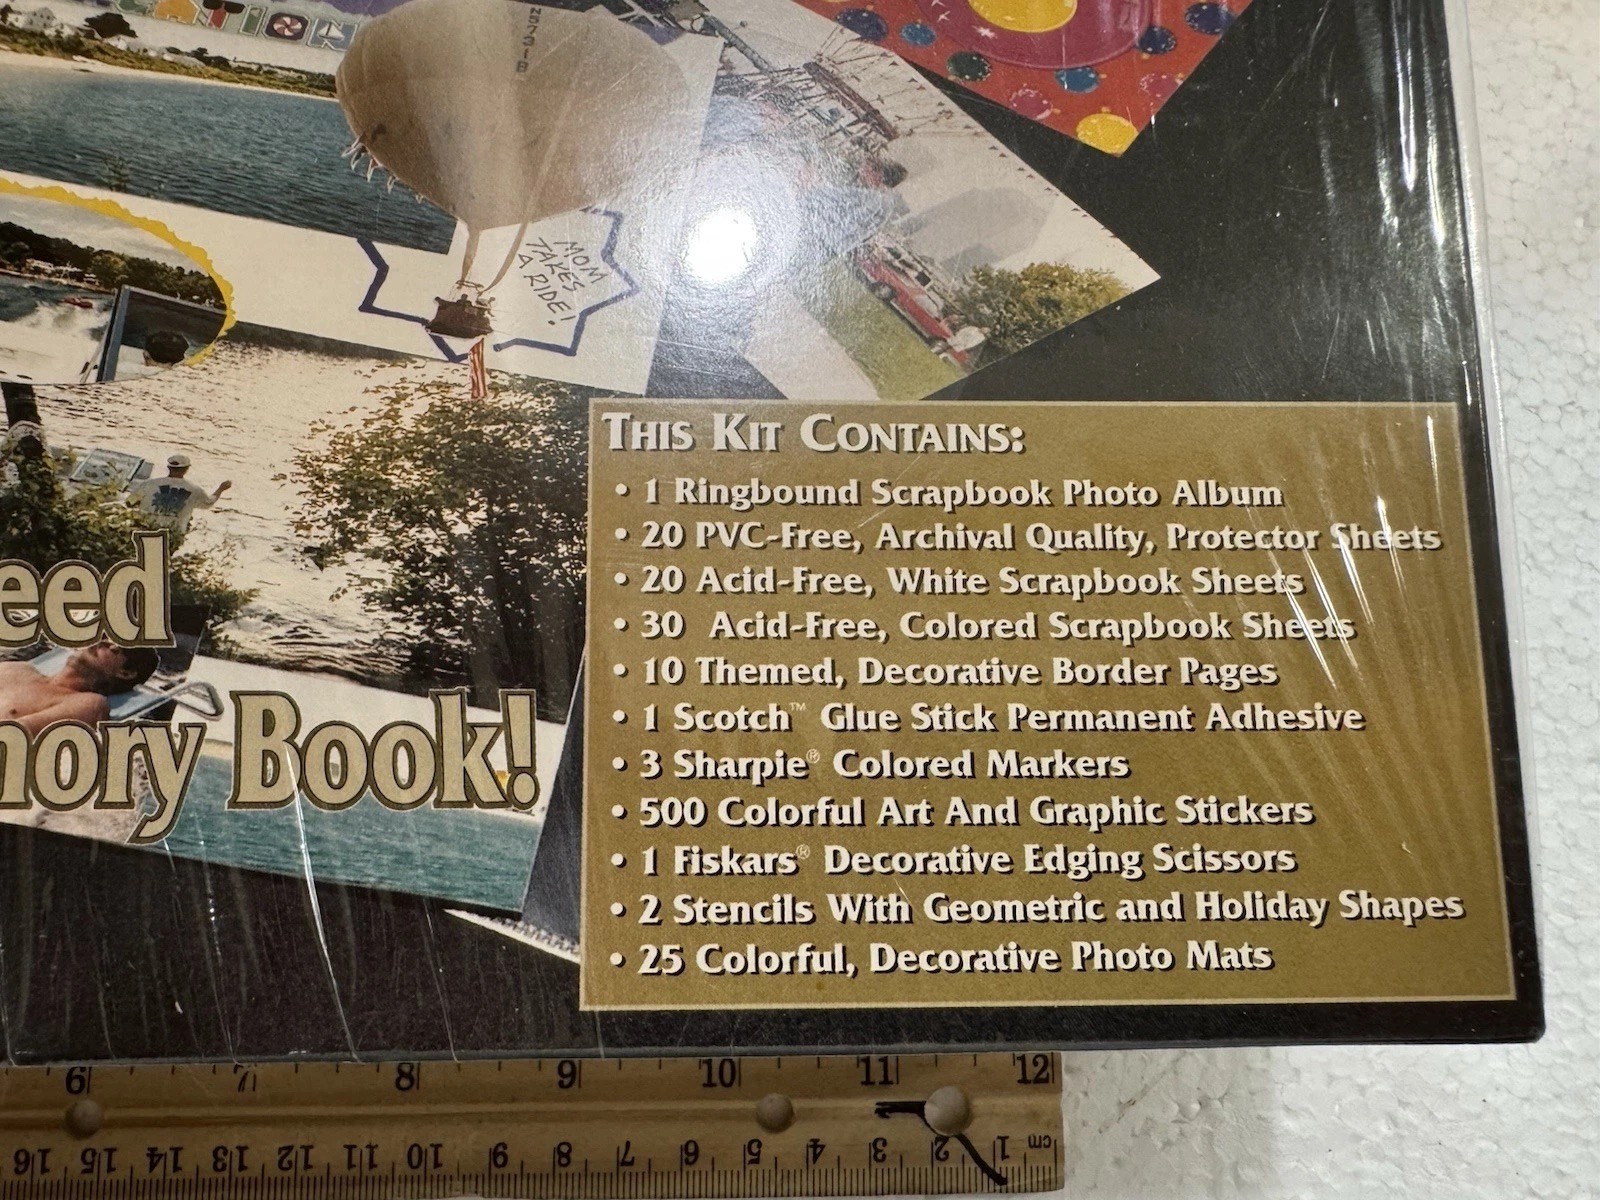 N5791B
MOM
TAKES
A RIDE!
THIS KIT CONTAINS:
• 1 Ringbound Scrapbook Photo Album
• 20 PVC-Free, Archival Quality, Protector Sheets
• 20 Acid-Free, White Scrapbook Sheets
• 30 Acid-Free, Colored Scrapbook Sheets
• 10 Themed, Decorative Border Pages
• 1 Scotch™ Glue Stick Permanent Adhesive
• 3 Sharpie® Colored Markers
• 500 Colorful Art And Graphic Stickers
• 1 Fiskars® Decorative Edging Scissors
• 2 Stencils With Geometric and Holiday Shapes
• 25 Colorful, Decorative Photo Mats
eed
mory Book!
6 7 8 9 10 11 12
16 15 14 13 12 11 10 9 8 7 6 5 4 3 2 1 cm